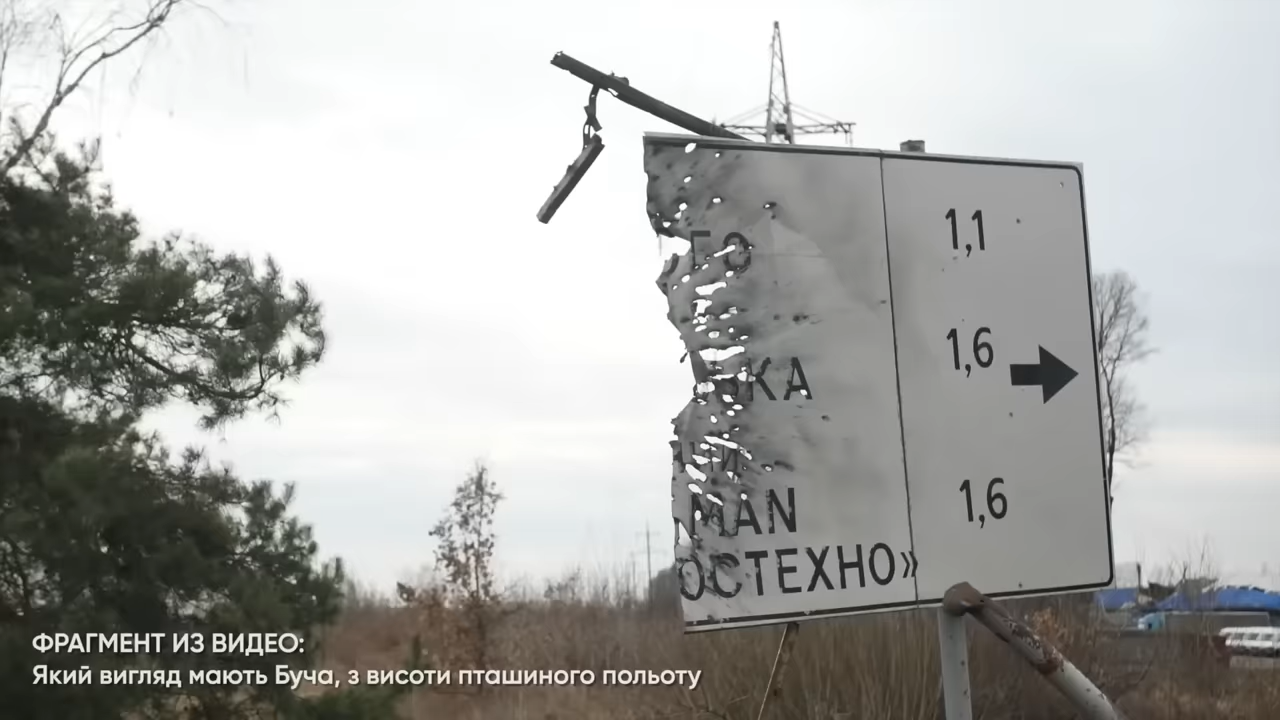 ГО
1,1
КА
1,6
MAN
1,6
ОСТЕХНО»
ФРАГМЕНТ ИЗ ВИДЕО:
Який вигляд мають Буча, з висоти пташиного польоту